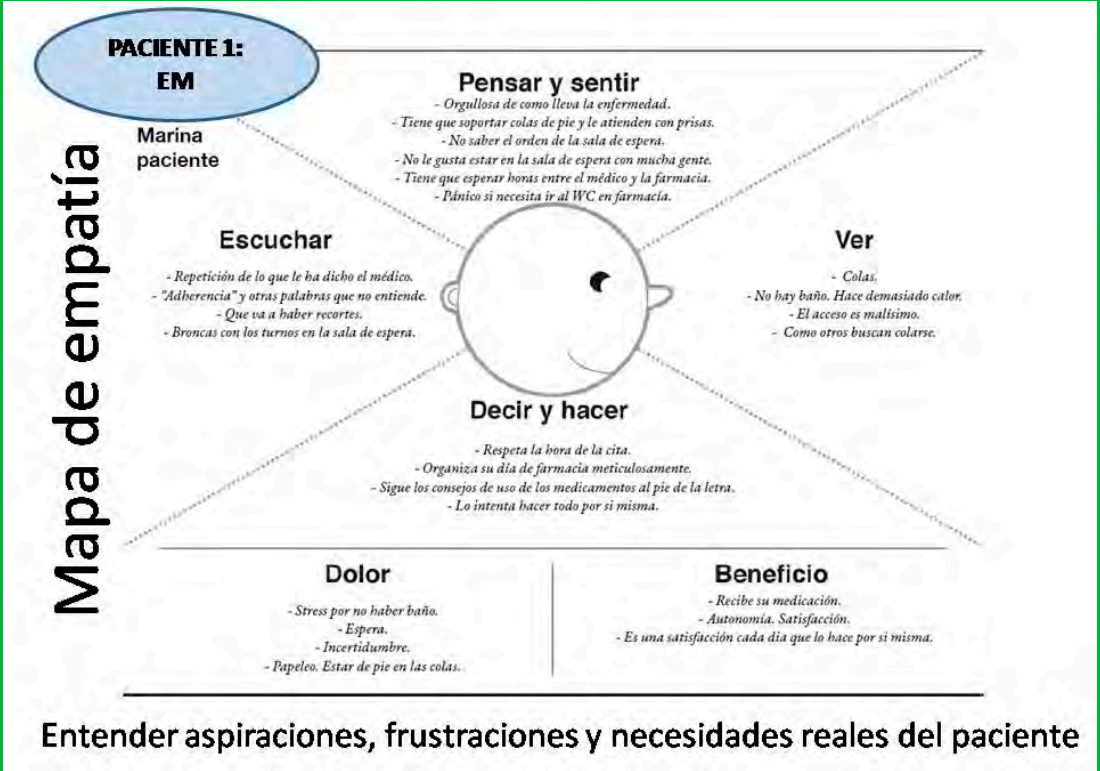 PACIENTE 1:
EM
Marina
paciente
Mapa de empatía
Pensar y sentir
- Orgullosa de como lleva la enfermedad.
- Tiene que soportar colas de pie y le atienden con prisas.
- No saber el orden de la sala de espera.
- No le gusta estar en la sala de espera con mucha gente.
- Tiene que esperar horas entre el médico y la farmacia.
- Pánico si necesita ir al WC en farmacía.
Escuchar
- Repetición de lo que le ha dicho el médico.
- "Adherencia" y otras palabras que no entiende.
- Que va a haber recortes.
- Broncas con los turnos en la sala de espera.
Ver
- Colas.
- No hay baño. Hace demasiado calor.
- El acceso es malísimo.
- Como otros buscan colarse.
Decir y hacer
- Respeta la hora de la cita.
- Organiza su día de farmacia meticulosamente.
- Sigue los consejos de uso de los medicamentos al pie de la letra.
- Lo intenta hacer todo por si misma.
Dolor
- Stress por no haber baño.
- Espera.
- Incertidumbre.
- Papeleo. Estar de pie en las colas.
Beneficio
- Recibe su medicación.
- Autonomía. Satisfacción.
- Es una satisfacción cada dia que lo hace por si misma.
Entender aspiraciones, frustraciones y necesidades reales del paciente